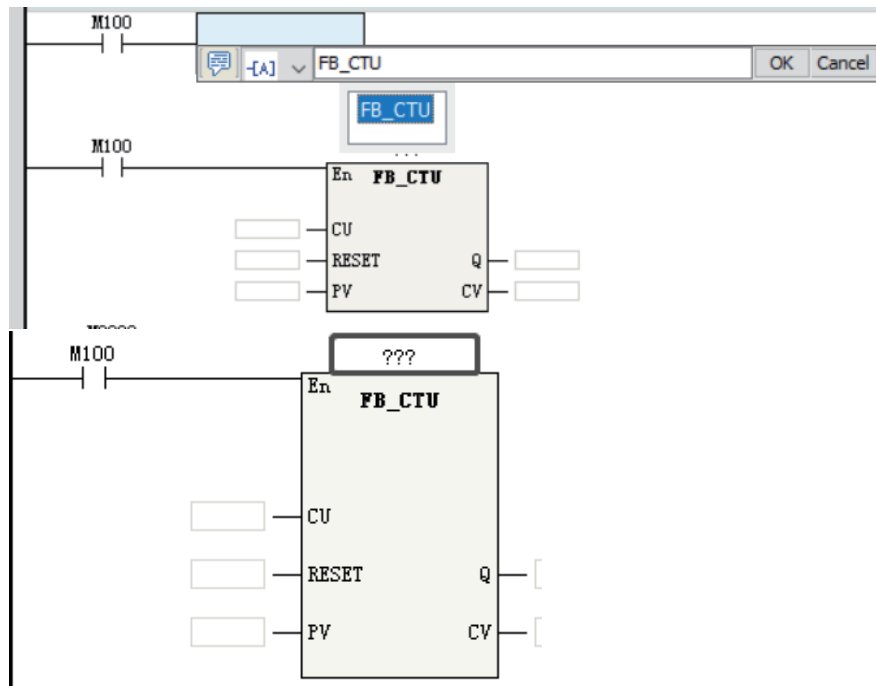 M100
FB_CTU OK Cancel
FB_CTU
M100
En FB_CTU
CU
RESET Q
PV CV
M100
???
En
FB_CTU
CU
RESET Q
PV CV